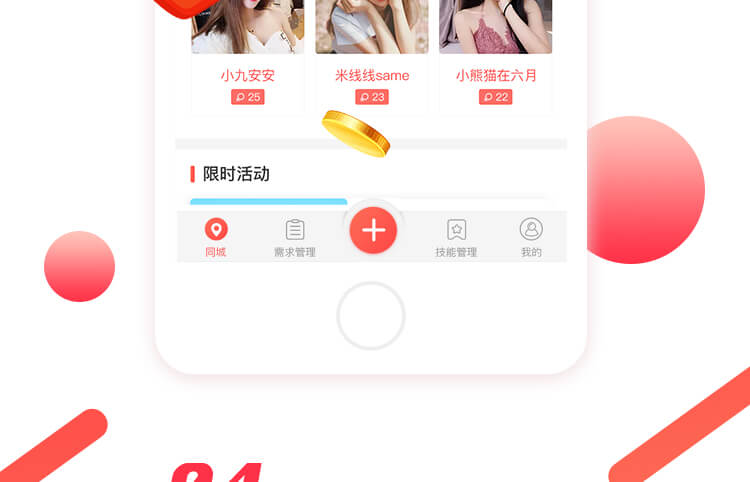 小九安安
米线线same
小熊猫在六月
25
23
22
限时活动
同城
需求管理
技能管理
我的